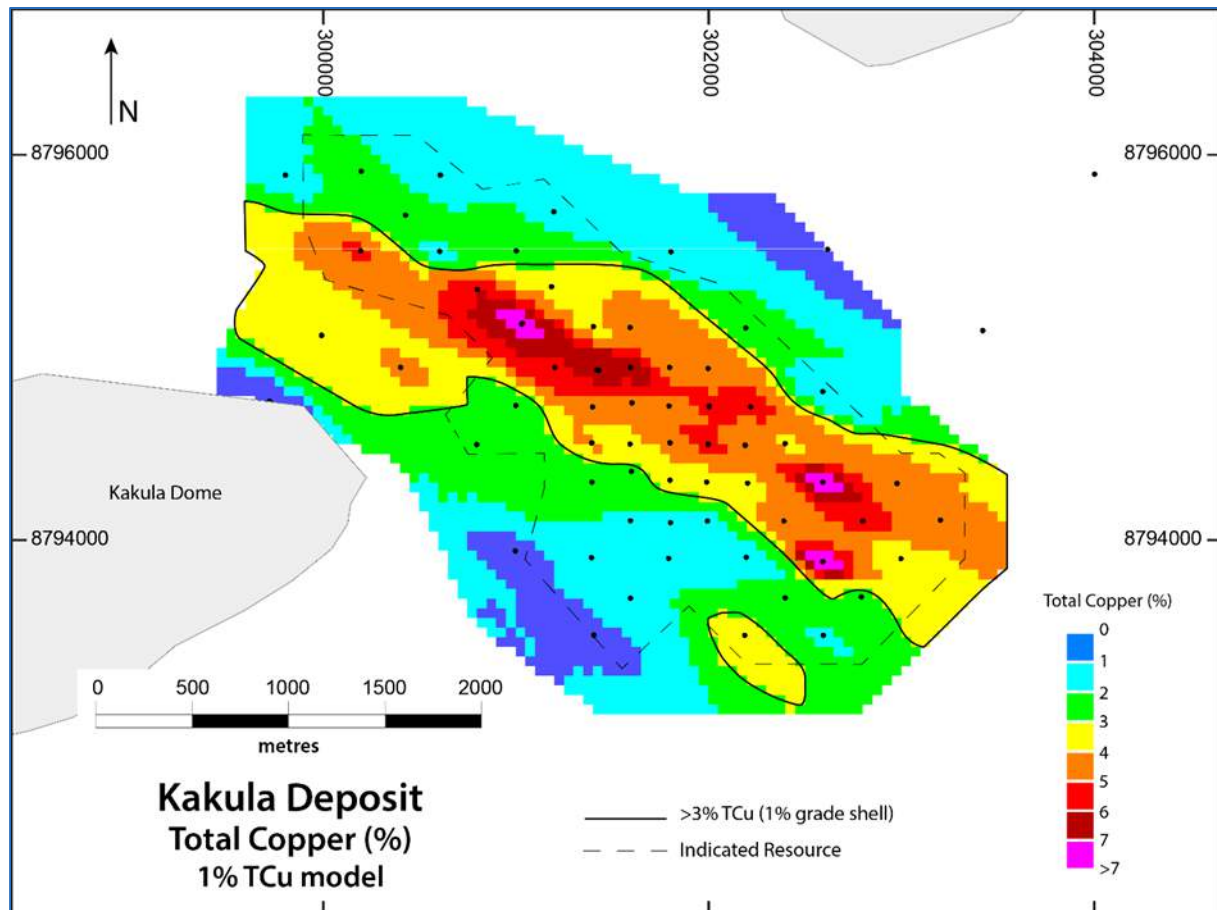 300000
302000
304000
N
8796000
8796000
Kakula Dome
8794000
8794000
0 500 1000 1500 2000
metres
Kakula Deposit
Total Copper (%)
1% TCu model
>3% TCu (1% grade shell)
Indicated Resource
Total Copper (%)
0
1
2
3
4
5
6
7
>7